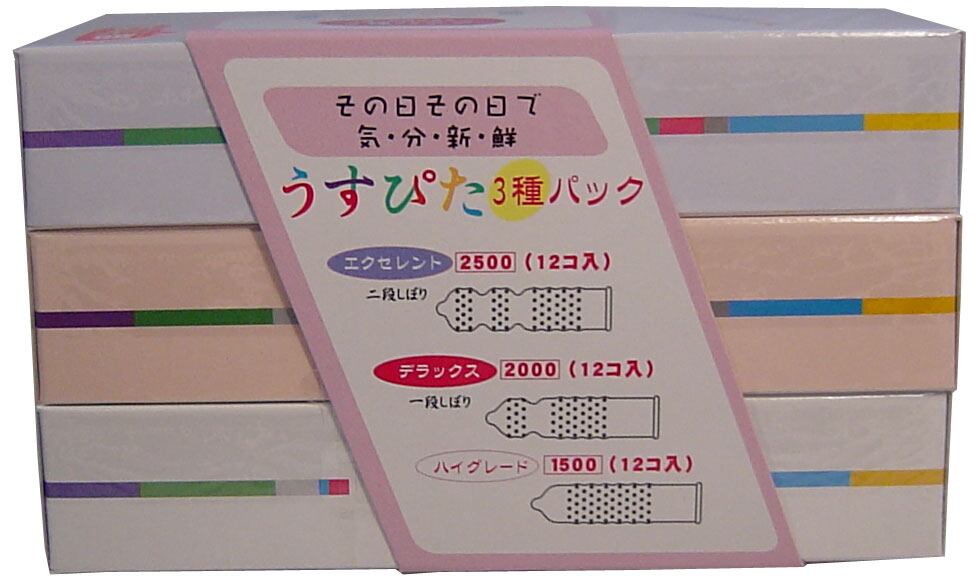 その日その日で
気・分・新・鮮
うすぴた3種パック
エクセレント 2500 (12コ入)
二段しぼり
デラックス 2000 (12コ入)
一段しぼり
ハイグレード 1500 (12コ入)